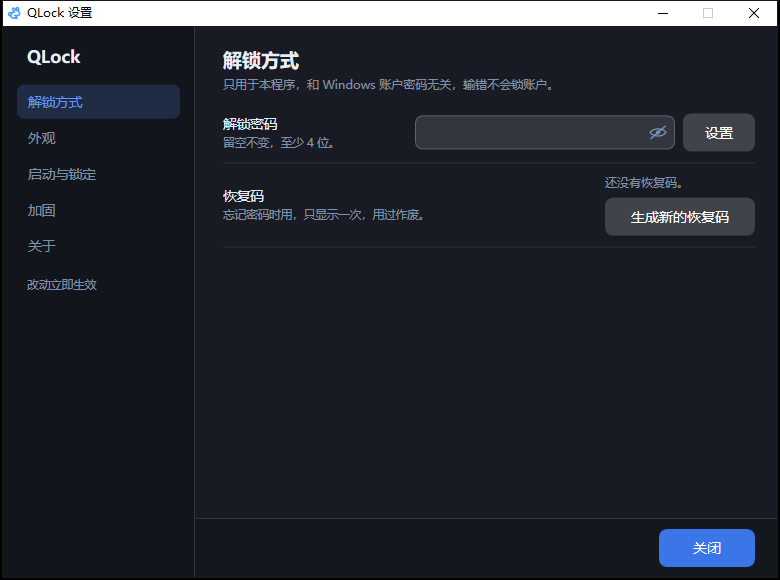 QLock 设置
QLock
解锁方式
外观
启动与锁定
加固
关于
改动立即生效
解锁方式
只用于本程序，和 Windows 账户密码无关，输错不会锁账户。
解锁密码
留空不变，至少 4 位。
设置
恢复码
忘记密码时用，只显示一次，用过作废。
还没有恢复码。
生成新的恢复码
关闭